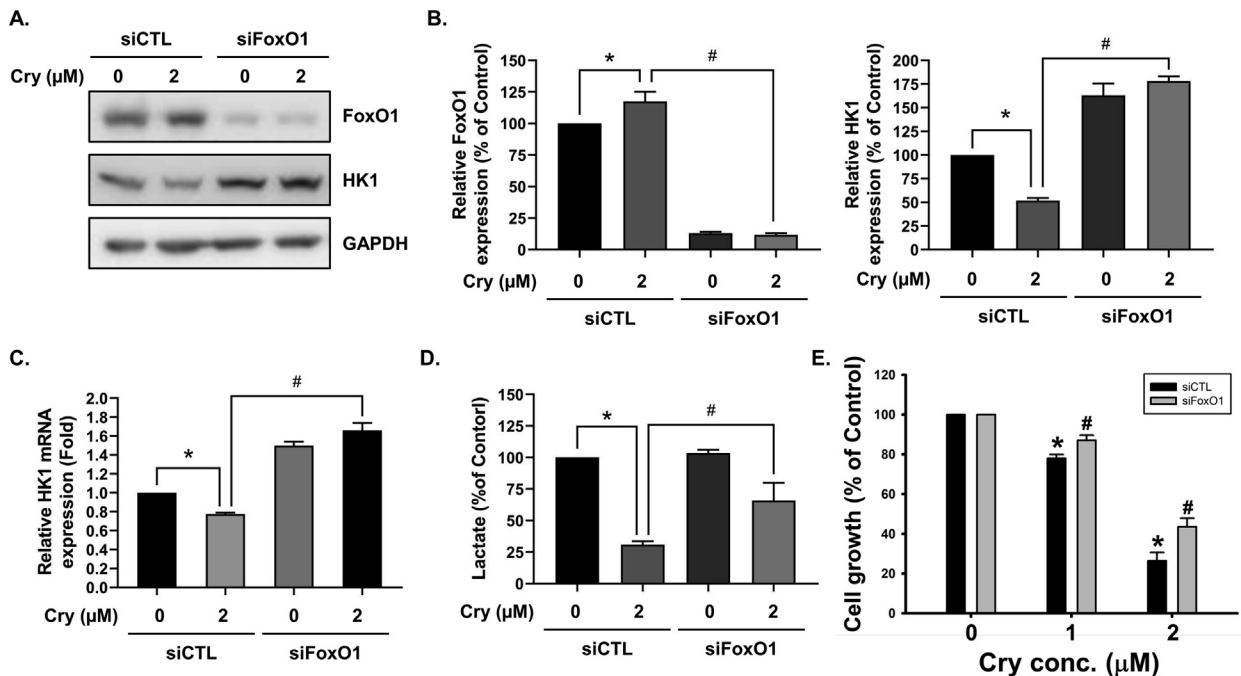 A.
siCTL siFoxO1
Cry (µM) 0 2 0 2
FoxO1
HK1
GAPDH
B.
Relative FoxO1
expression (% of Control)
150
125
100
75
50
25
0
*
#
Cry (µM) 0 2 0 2
siCTL siFoxO1
Relative HK1
expression (% of Control)
200
175
150
125
100
75
50
25
0
*
#
Cry (µM) 0 2 0 2
siCTL siFoxO1
C.
Relative HK1 mRNA
expression (Fold)
2.0
1.8
1.6
1.4
1.2
1.0
0.8
0.6
0.4
0.2
0.0
*
#
Cry (µM) 0 2 0 2
siCTL siFoxO1
D.
Lactate (%of Contorl)
150
125
100
75
50
25
0
*
#
Cry (µM) 0 2 0 2
siCTL siFoxO1
E.
Cell growth (% of Control)
120
100
80
60
40
20
0
siCTL
siFoxO1
* #
* #
0 1 2
Cry conc. (µM)